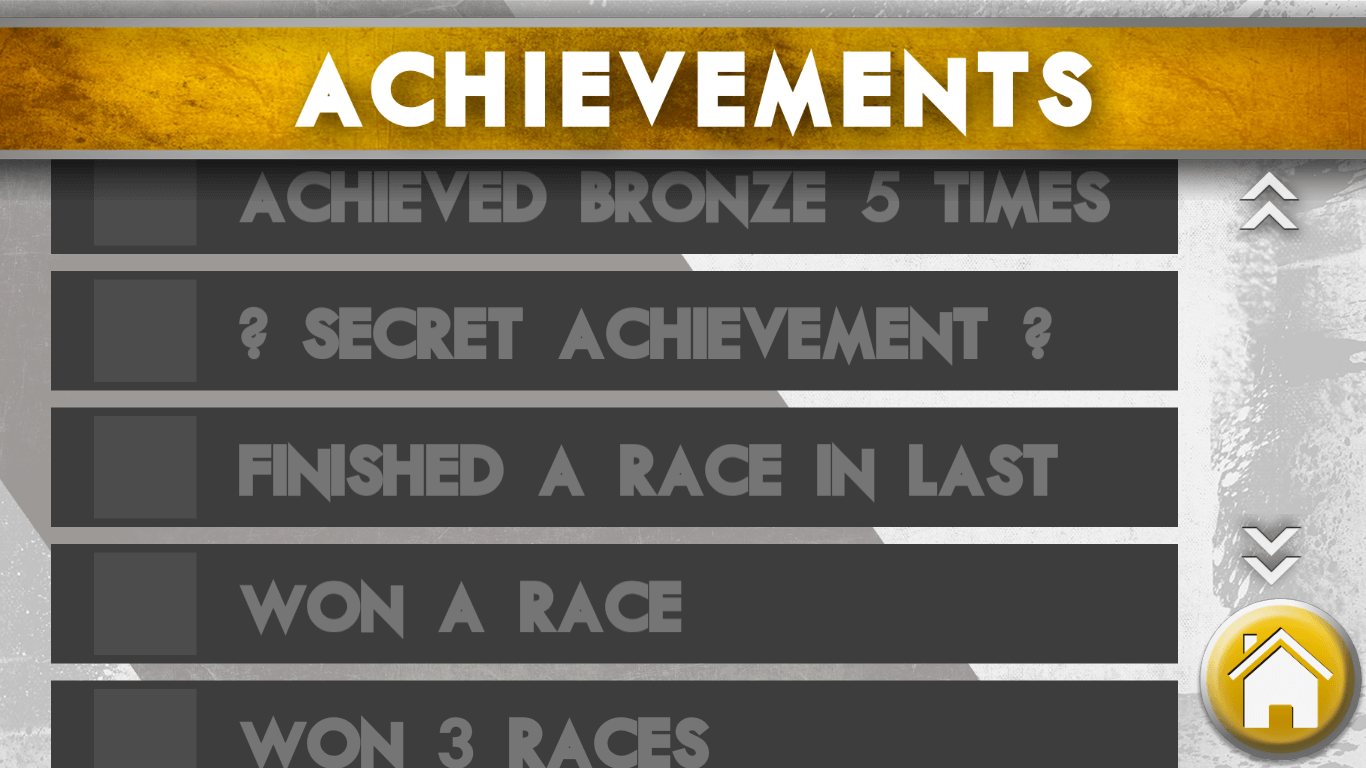 ACHIEVEMENTS
ACHIEVED BRONZE 5 TIMES
? SECRET ACHIEVEMENT ?
FINISHED A RACE IN LAST
WON A RACE
WON 3 RACES